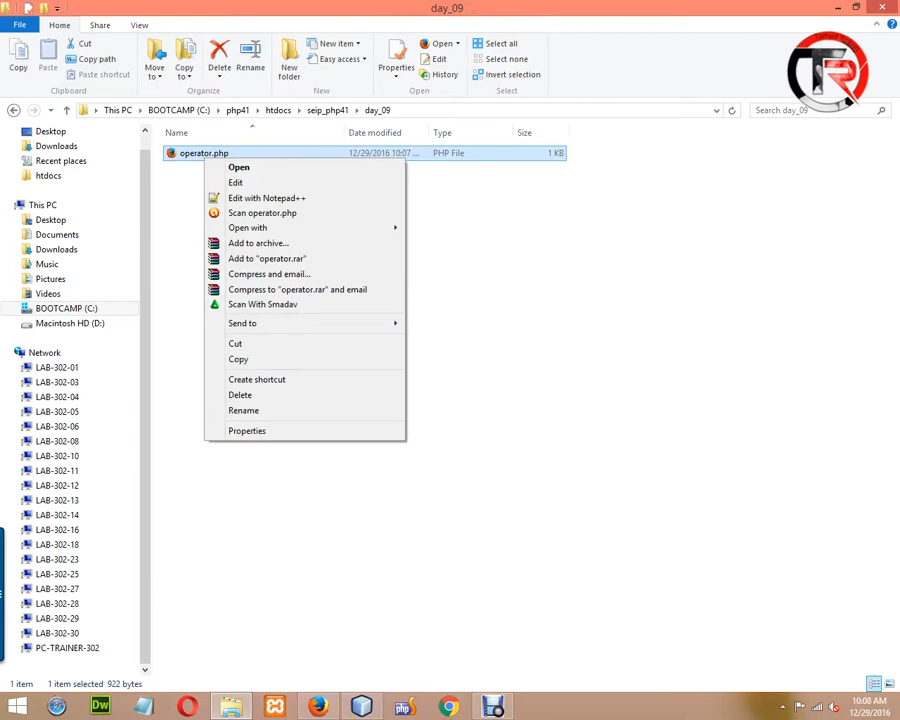 day_09
File Home Share View
Copy
Paste
Cut
Copy path
Paste shortcut
Clipboard
Move to
Copy to
Delete
Rename
Organize
New folder
New item
Easy access
New
Properties
Open
Edit
History
Open
Select all
Select none
Invert selection
Select
TR
This PC BOOTCAMP (C:) php41 htdocs seip_php41 day_09
Search day_09
Name Date modified Type Size
operator.php 12/29/2016 10:07 ... PHP File 1 KB
Desktop
Downloads
Recent places
htdocs
This PC
Desktop
Documents
Downloads
Music
Pictures
Videos
BOOTCAMP (C:)
Macintosh HD (D:)
Network
LAB-302-01
LAB-302-03
LAB-302-04
LAB-302-05
LAB-302-06
LAB-302-08
LAB-302-10
LAB-302-11
LAB-302-12
LAB-302-13
LAB-302-14
LAB-302-16
LAB-302-18
LAB-302-23
LAB-302-25
LAB-302-27
LAB-302-28
LAB-302-29
LAB-302-30
PC-TRAINER-302
Open
Edit
Edit with Notepad++
Scan operator.php
Open with
Add to archive...
Add to "operator.rar"
Compress and email...
Compress to "operator.rar" and email
Scan With Smadav
Send to
Cut
Copy
Create shortcut
Delete
Rename
Properties
1 item 1 item selected 922 bytes
Dw
php
10:08 AM
12/29/2016